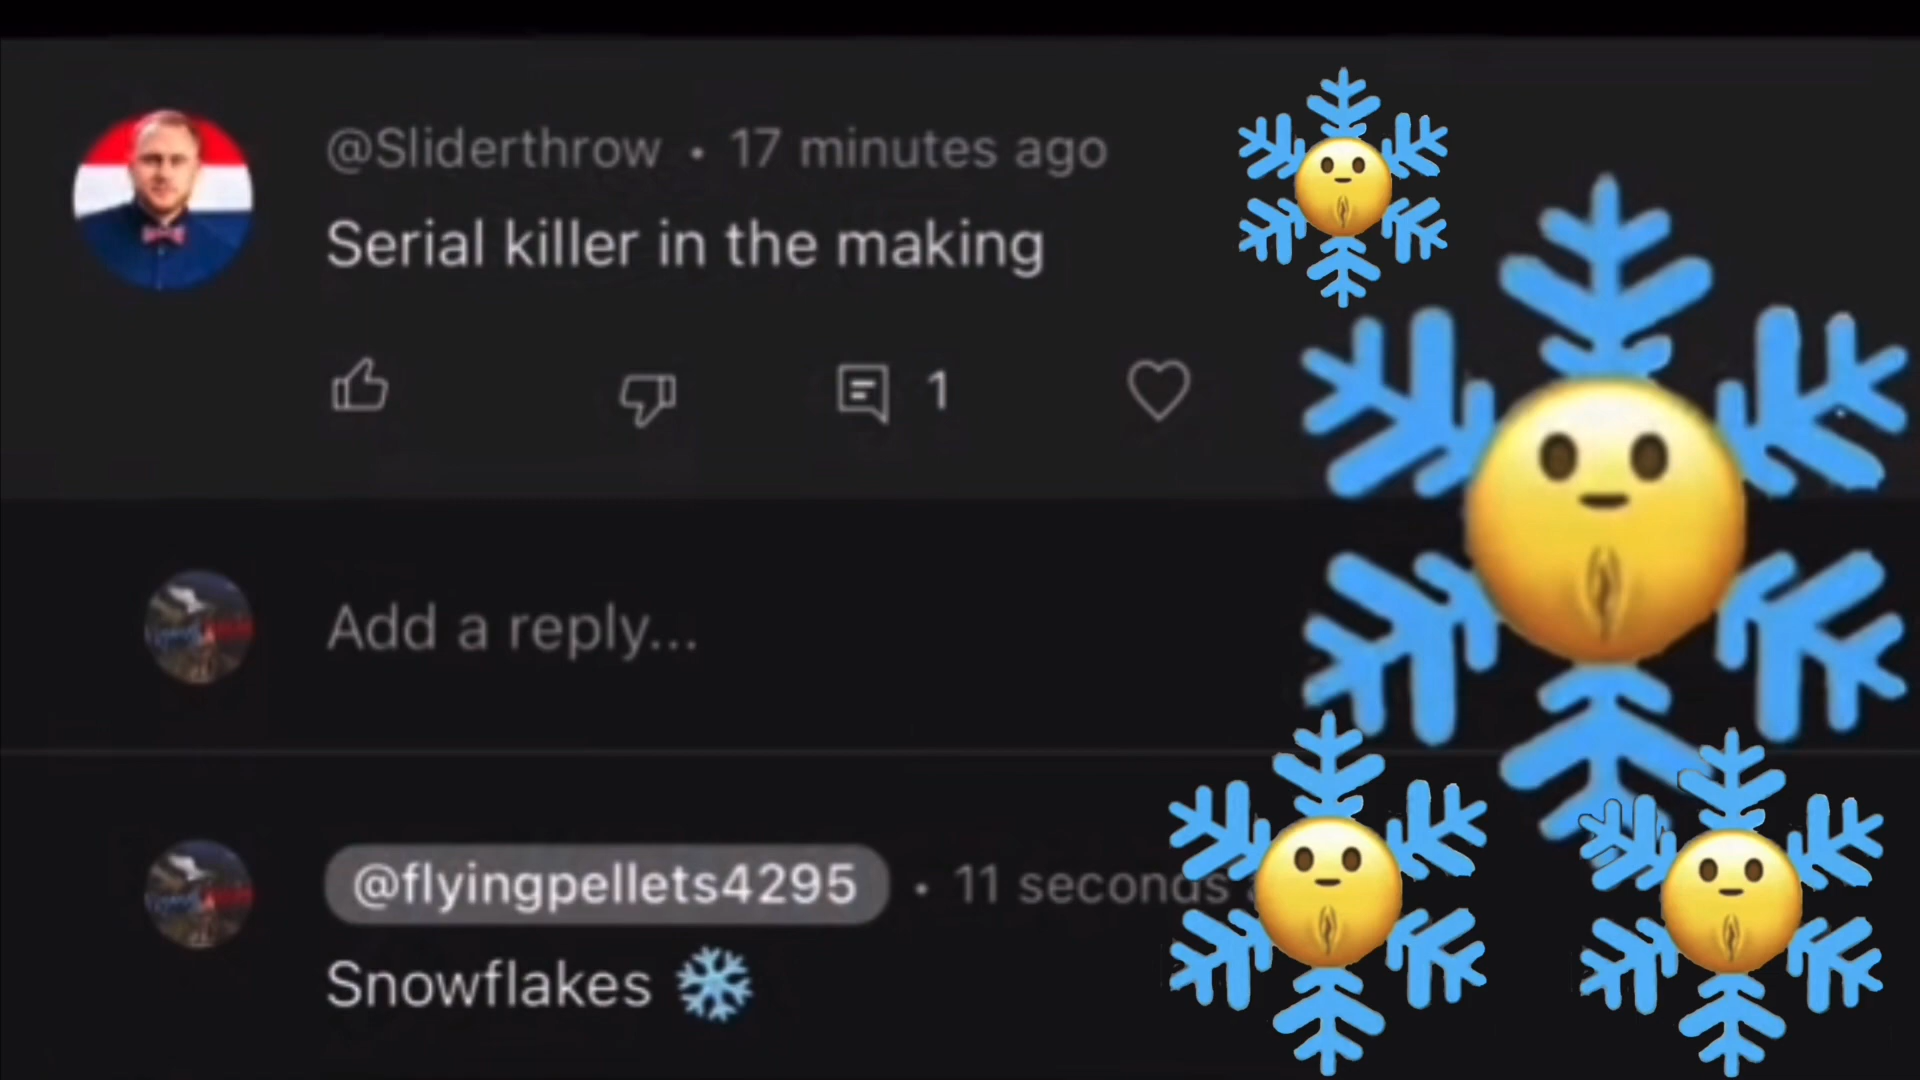 @Sliderthrow • 17 minutes ago
Serial killer in the making
1
Add a reply...
@flyingpellets4295 • 11 seconds
Snowflakes ❄️